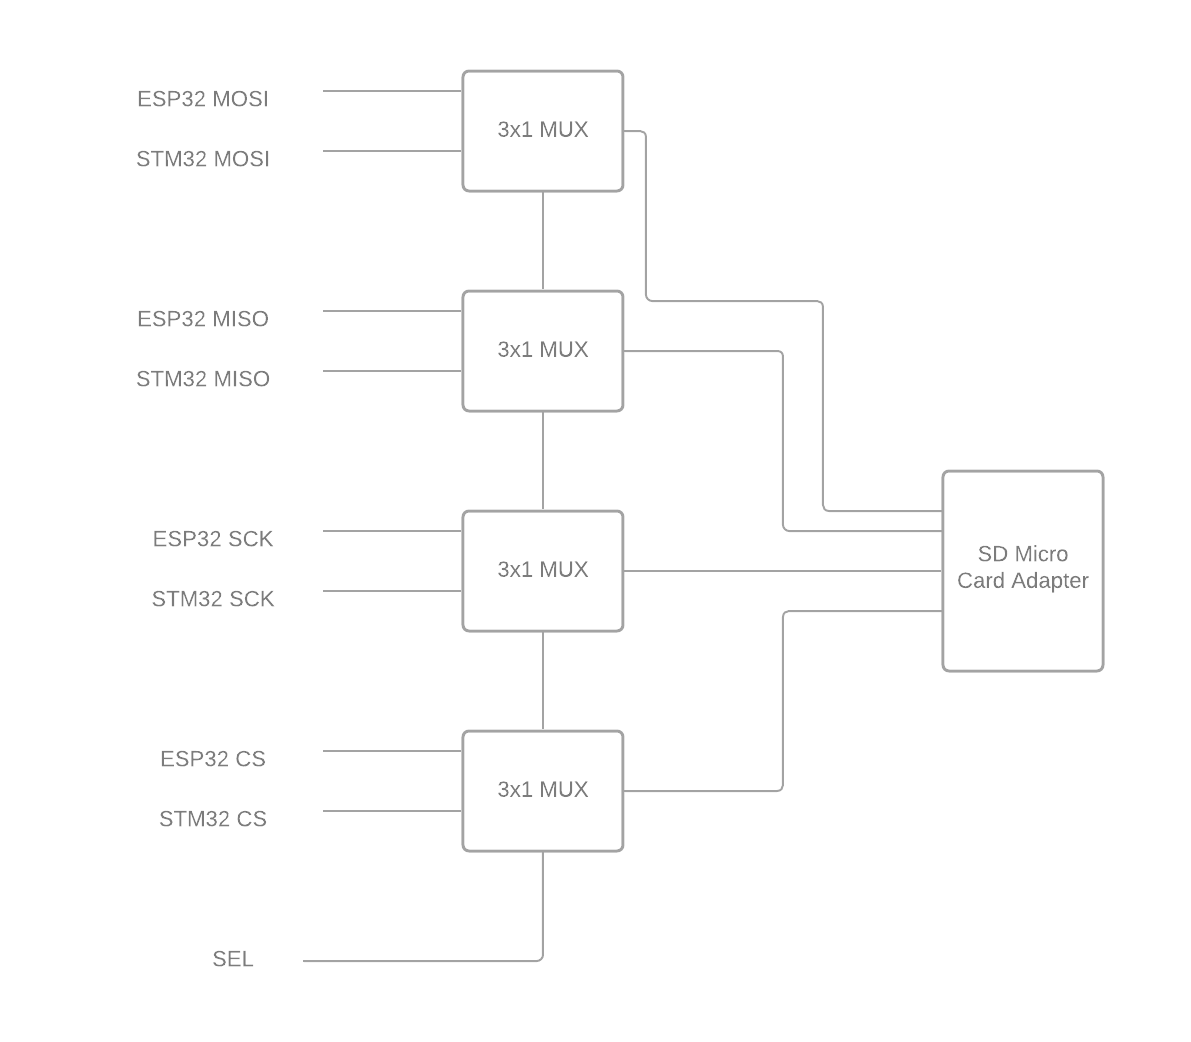 ESP32 MOSI
3x1 MUX
STM32 MOSI
ESP32 MISO
3x1 MUX
STM32 MISO
ESP32 SCK
3x1 MUX
STM32 SCK
SD Micro
Card Adapter
ESP32 CS
3x1 MUX
STM32 CS
SEL